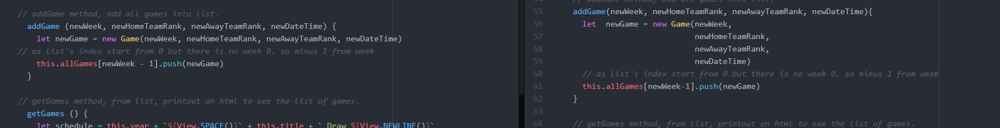 // addGame method, add all games into list.
addGame (newWeek, newHomeTeamRank, newAwayTeamRank, newDateTime) {
let newGame = new Game(newWeek, newHomeTeamRank, newAwayTeamRank, newDateTime)
// as list's index start from 0 but there is no week 0. so minus 1 from week
this.allGames[newWeek - 1].push(newGame)
}
// getGames method, from list, printout on html to see the list of games.
getGames () {
let schedule = this.year + `${View.SPACE()}` + this.title + ` Draw ${View.NEWLINE()}`
54 // addGame method, add all games into list.
55 addGame(newWeek, newHomeTeamRank, newAwayTeamRank, newDateTime){
56 let  newGame = new Game(newWeek,
57 newHomeTeamRank,
58 newAwayTeamRank,
59 newDateTime)
60 // as list's index start from 0 but there is no week 0. so minus 1 from week
61 this.allGames[newWeek-1].push(newGame)
62 }
63
64 // getGames method, from list, printout on html to see the list of games.